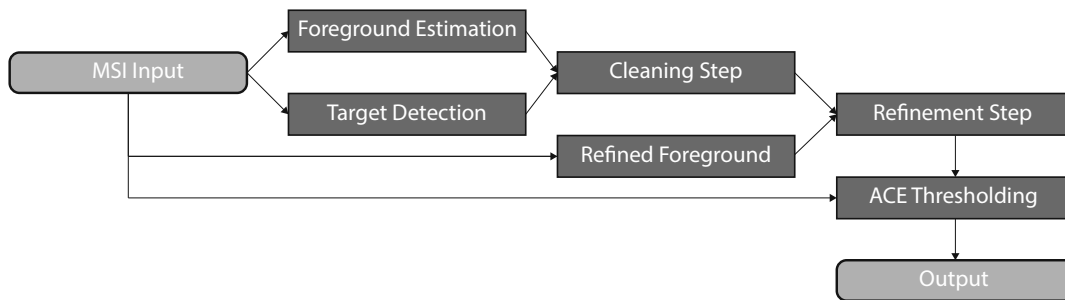 Foreground Estimation
MSI Input
Cleaning Step
Target Detection
Refinement Step
Refined Foreground
ACE Thresholding
Output